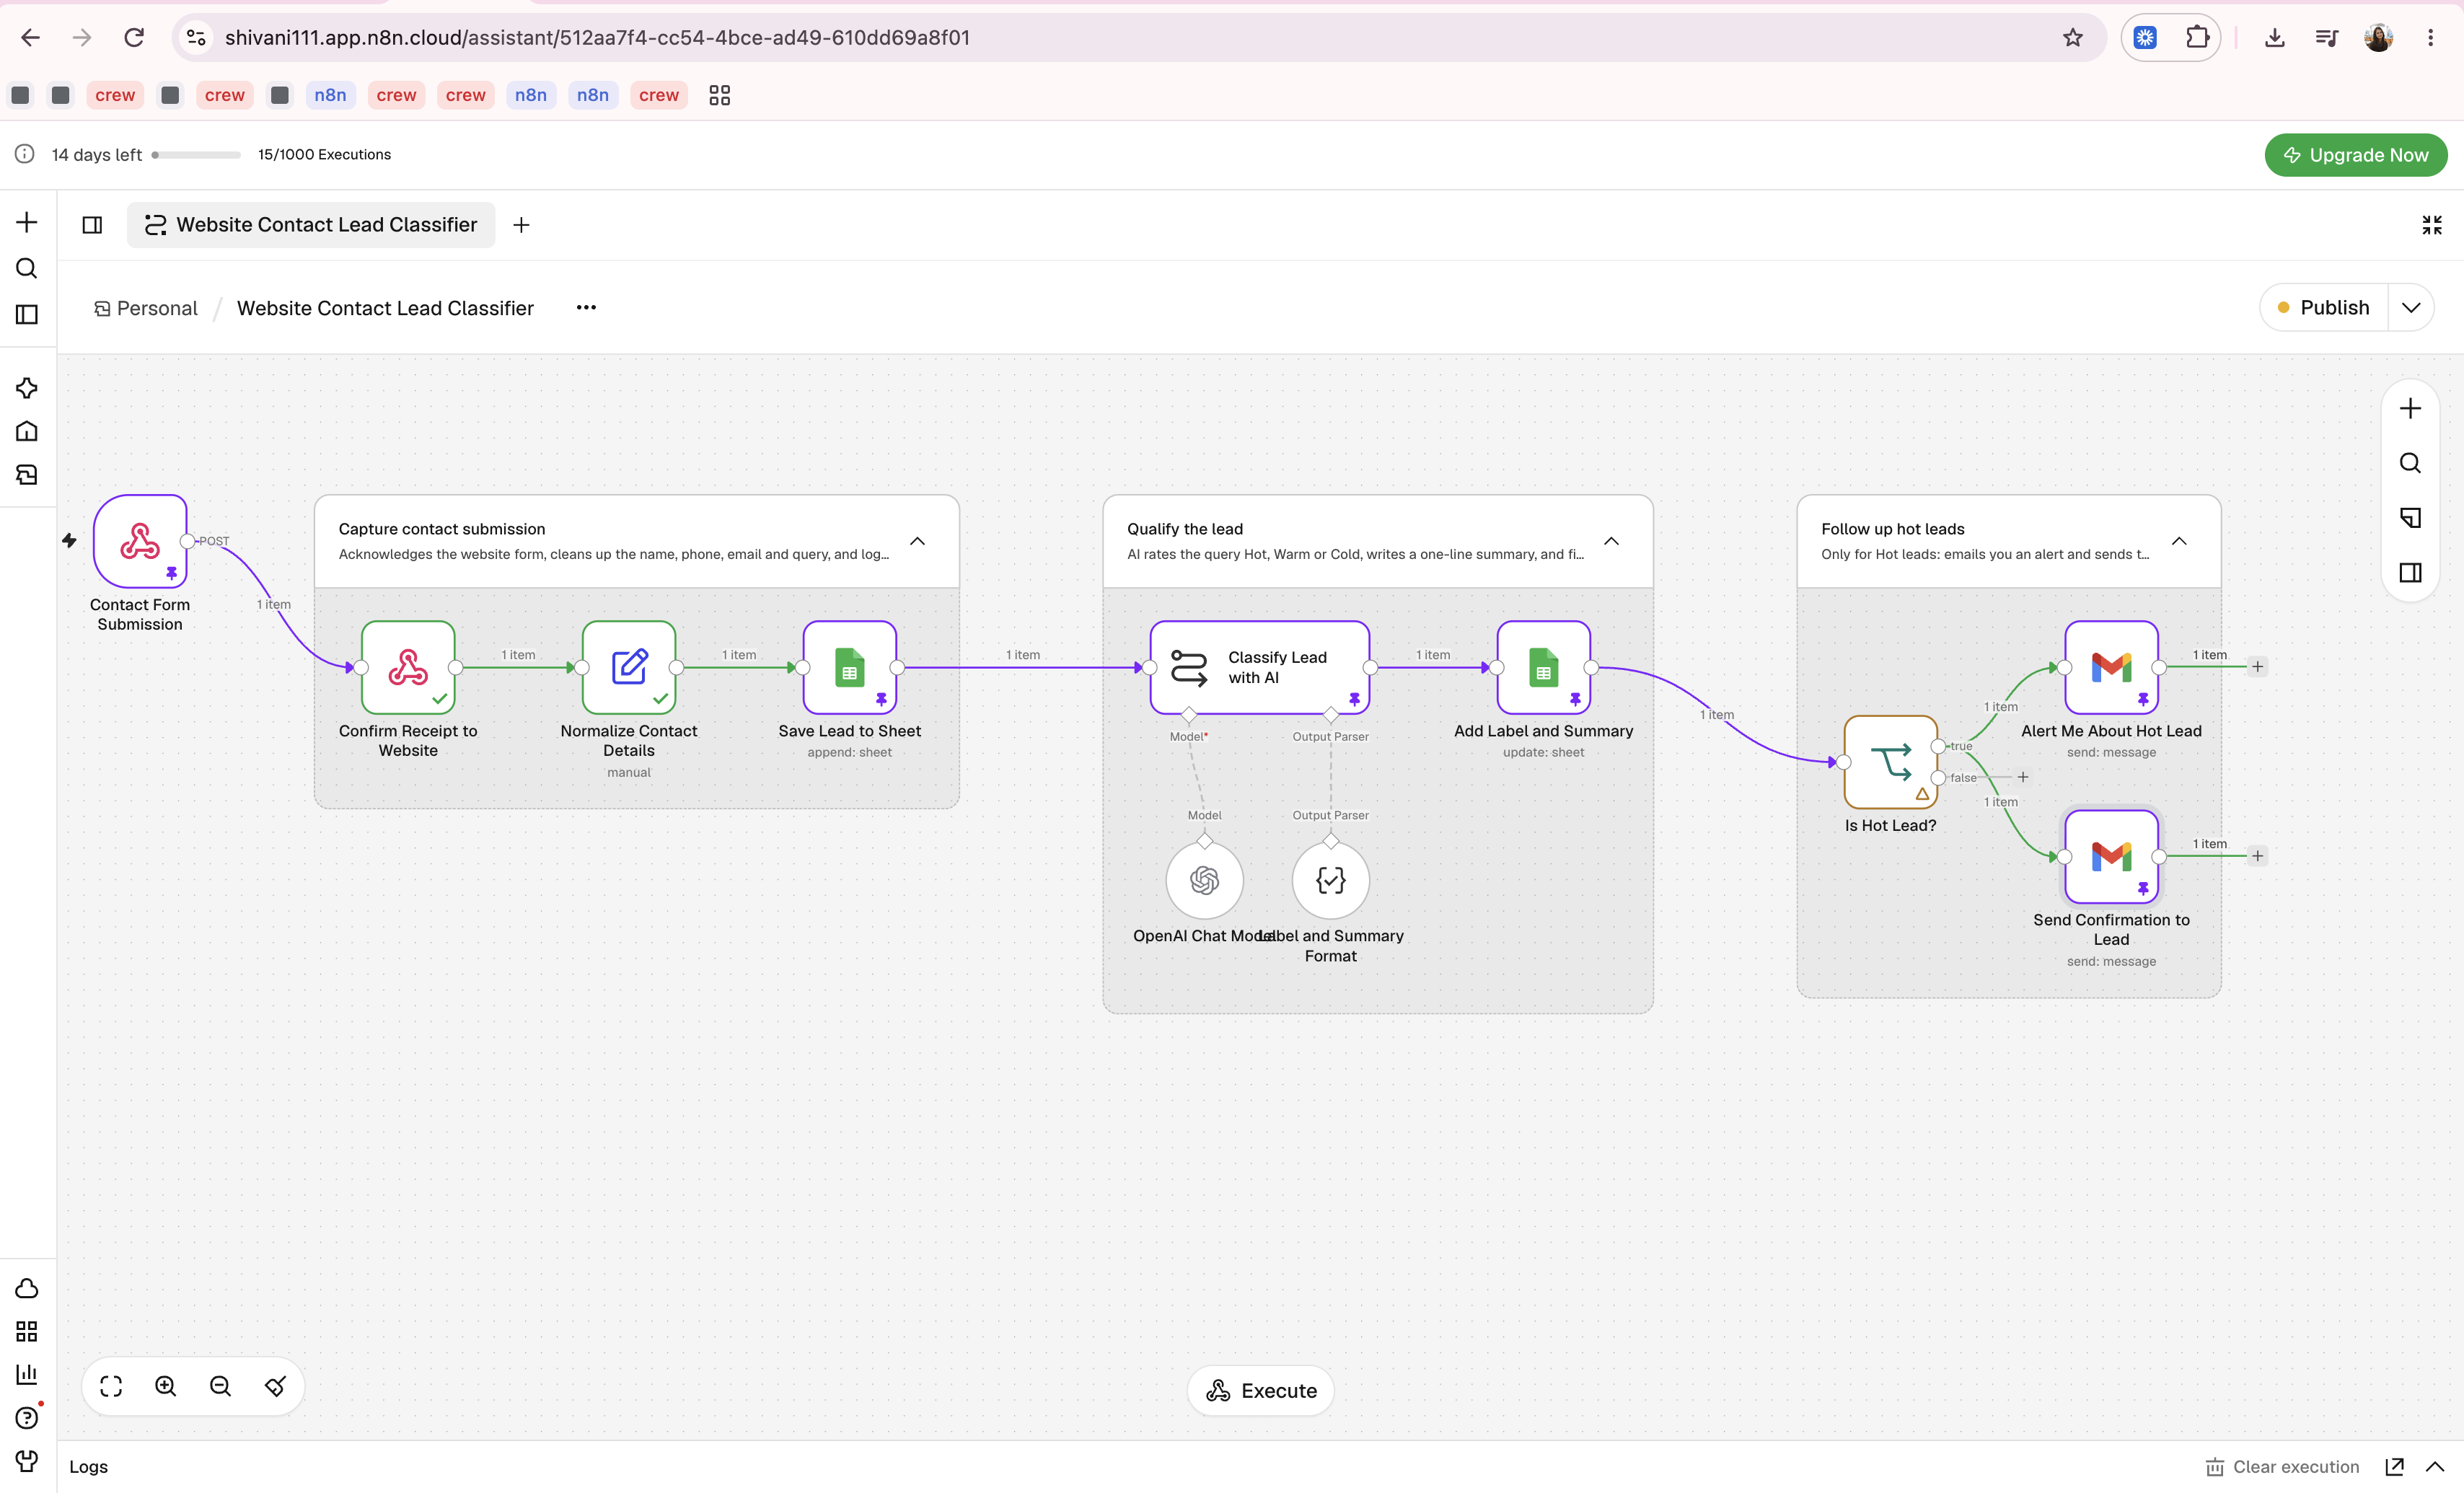 shivani111.app.n8n.cloud/assistant/512aa7f4-cc54-4bce-ad49-610dd69a8f01
crew
crew
n8n
crew
crew
n8n
n8n
crew
14 days left
15/1000 Executions
Upgrade Now
Website Contact Lead Classifier
Personal / Website Contact Lead Classifier
Publish
POST
Contact Form
Submission
1 item
Capture contact submission
Acknowledges the website form, cleans up the name, phone, email and query, and log...
Confirm Receipt to
Website
1 item
Normalize Contact
Details
manual
1 item
Save Lead to Sheet
append: sheet
1 item
Qualify the lead
AI rates the query Hot, Warm or Cold, writes a one-line summary, and fi...
Classify Lead
with AI
Model*
Output Parser
Model
Output Parser
OpenAI Chat Model
Label and Summary
Format
1 item
Add Label and Summary
update: sheet
1 item
Follow up hot leads
Only for Hot leads: emails you an alert and sends t...
Is Hot Lead?
true
false
1 item
1 item
Alert Me About Hot Lead
send: message
1 item
Send Confirmation to
Lead
send: message
1 item
Execute
Logs
Clear execution